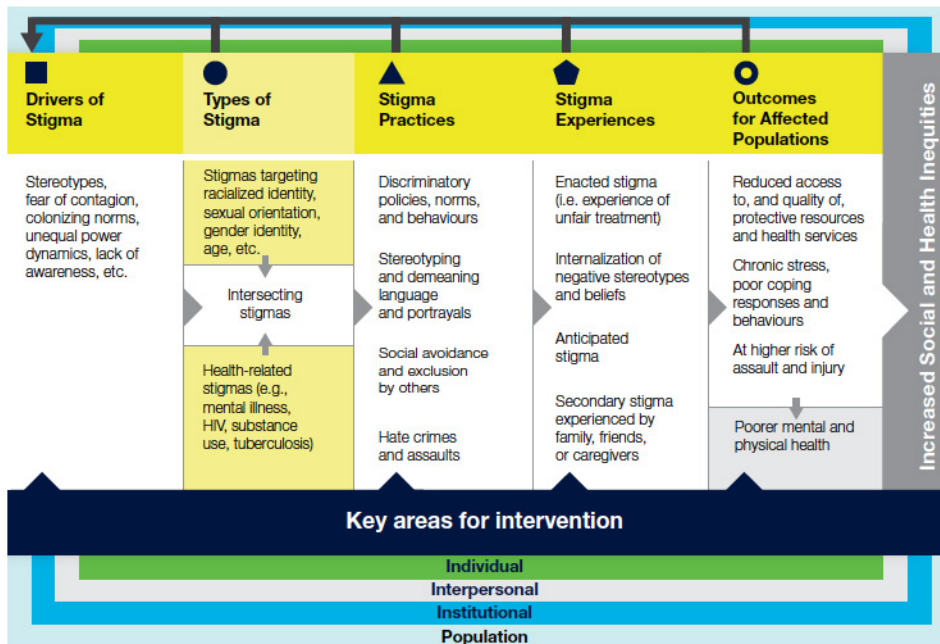 Drivers of
Stigma
Types of
Stigma
Stigma
Practices
Stigma
Experiences
Outcomes
for Affected
Populations
Stereotypes,
fear of contagion,
colonizing norms,
unequal power
dynamics, lack of
awareness, etc.
Stigmas targeting
racialized identity,
sexual orientation,
gender identity,
age, etc.
Intersecting
stigmas
Health-related
stigmas (e.g.,
mental illness,
HIV, substance
use, tuberculosis)
Discriminatory
policies, norms,
and behaviours
Stereotyping
and demeaning
language
and portrayals
Social avoidance
and exclusion
by others
Hate crimes
and assaults
Enacted stigma
(i.e. experience of
unfair treatment)
Internalization of
negative stereotypes
and beliefs
Anticipated
stigma
Secondary stigma
experienced by
family, friends,
or caregivers
Reduced access
to, and quality of,
protective resources
and health services
Chronic stress,
poor coping
responses and
behaviours
At higher risk of
assault and injury
Poorer mental and
physical health
Increased Social and Health Inequities
Key areas for intervention
Individual
Interpersonal
Institutional
Population